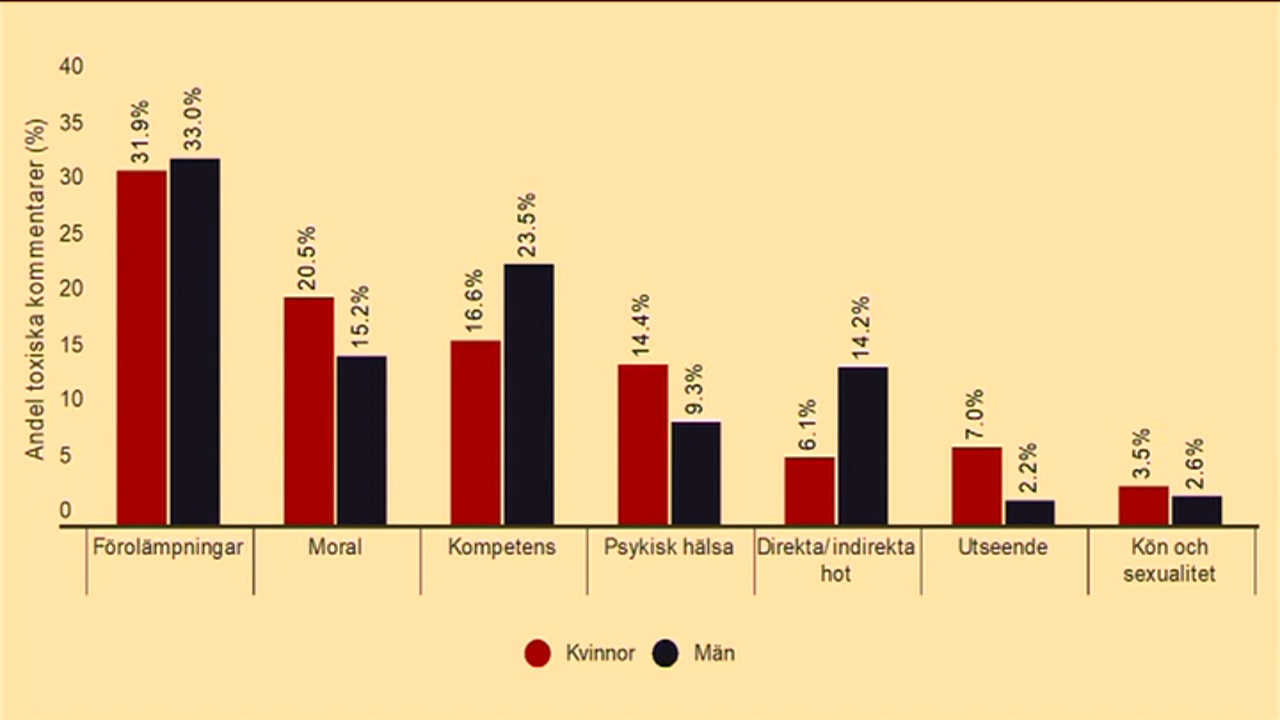 Andel toxiska kommentarer (%)
40
35
30
25
20
15
10
5
0
31.9%
33.0%
20.5%
15.2%
16.6%
23.5%
14.4%
9.3%
6.1%
14.2%
7.0%
2.2%
3.5%
2.6%
Förolämpningar
Moral
Kompetens
Psykisk hälsa
Direkta/indirekta
hot
Utseende
Kön och
sexualitet
Kvinnor
Män